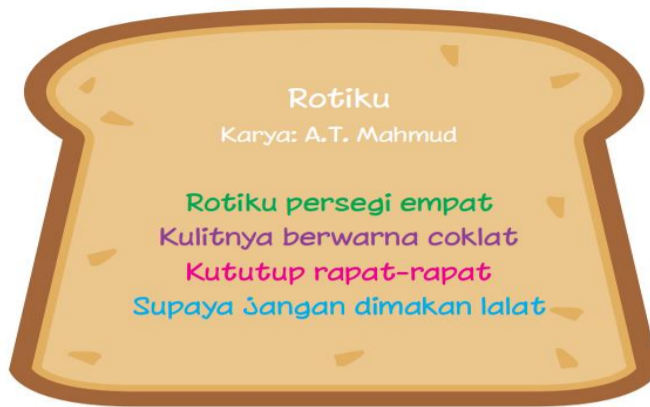 Rotiku
Karya: A.T. Mahmud
Rotiku persegi empat
Kulitnya berwarna coklat
Kututup rapat-rapat
Supaya jangan dimakan lalat